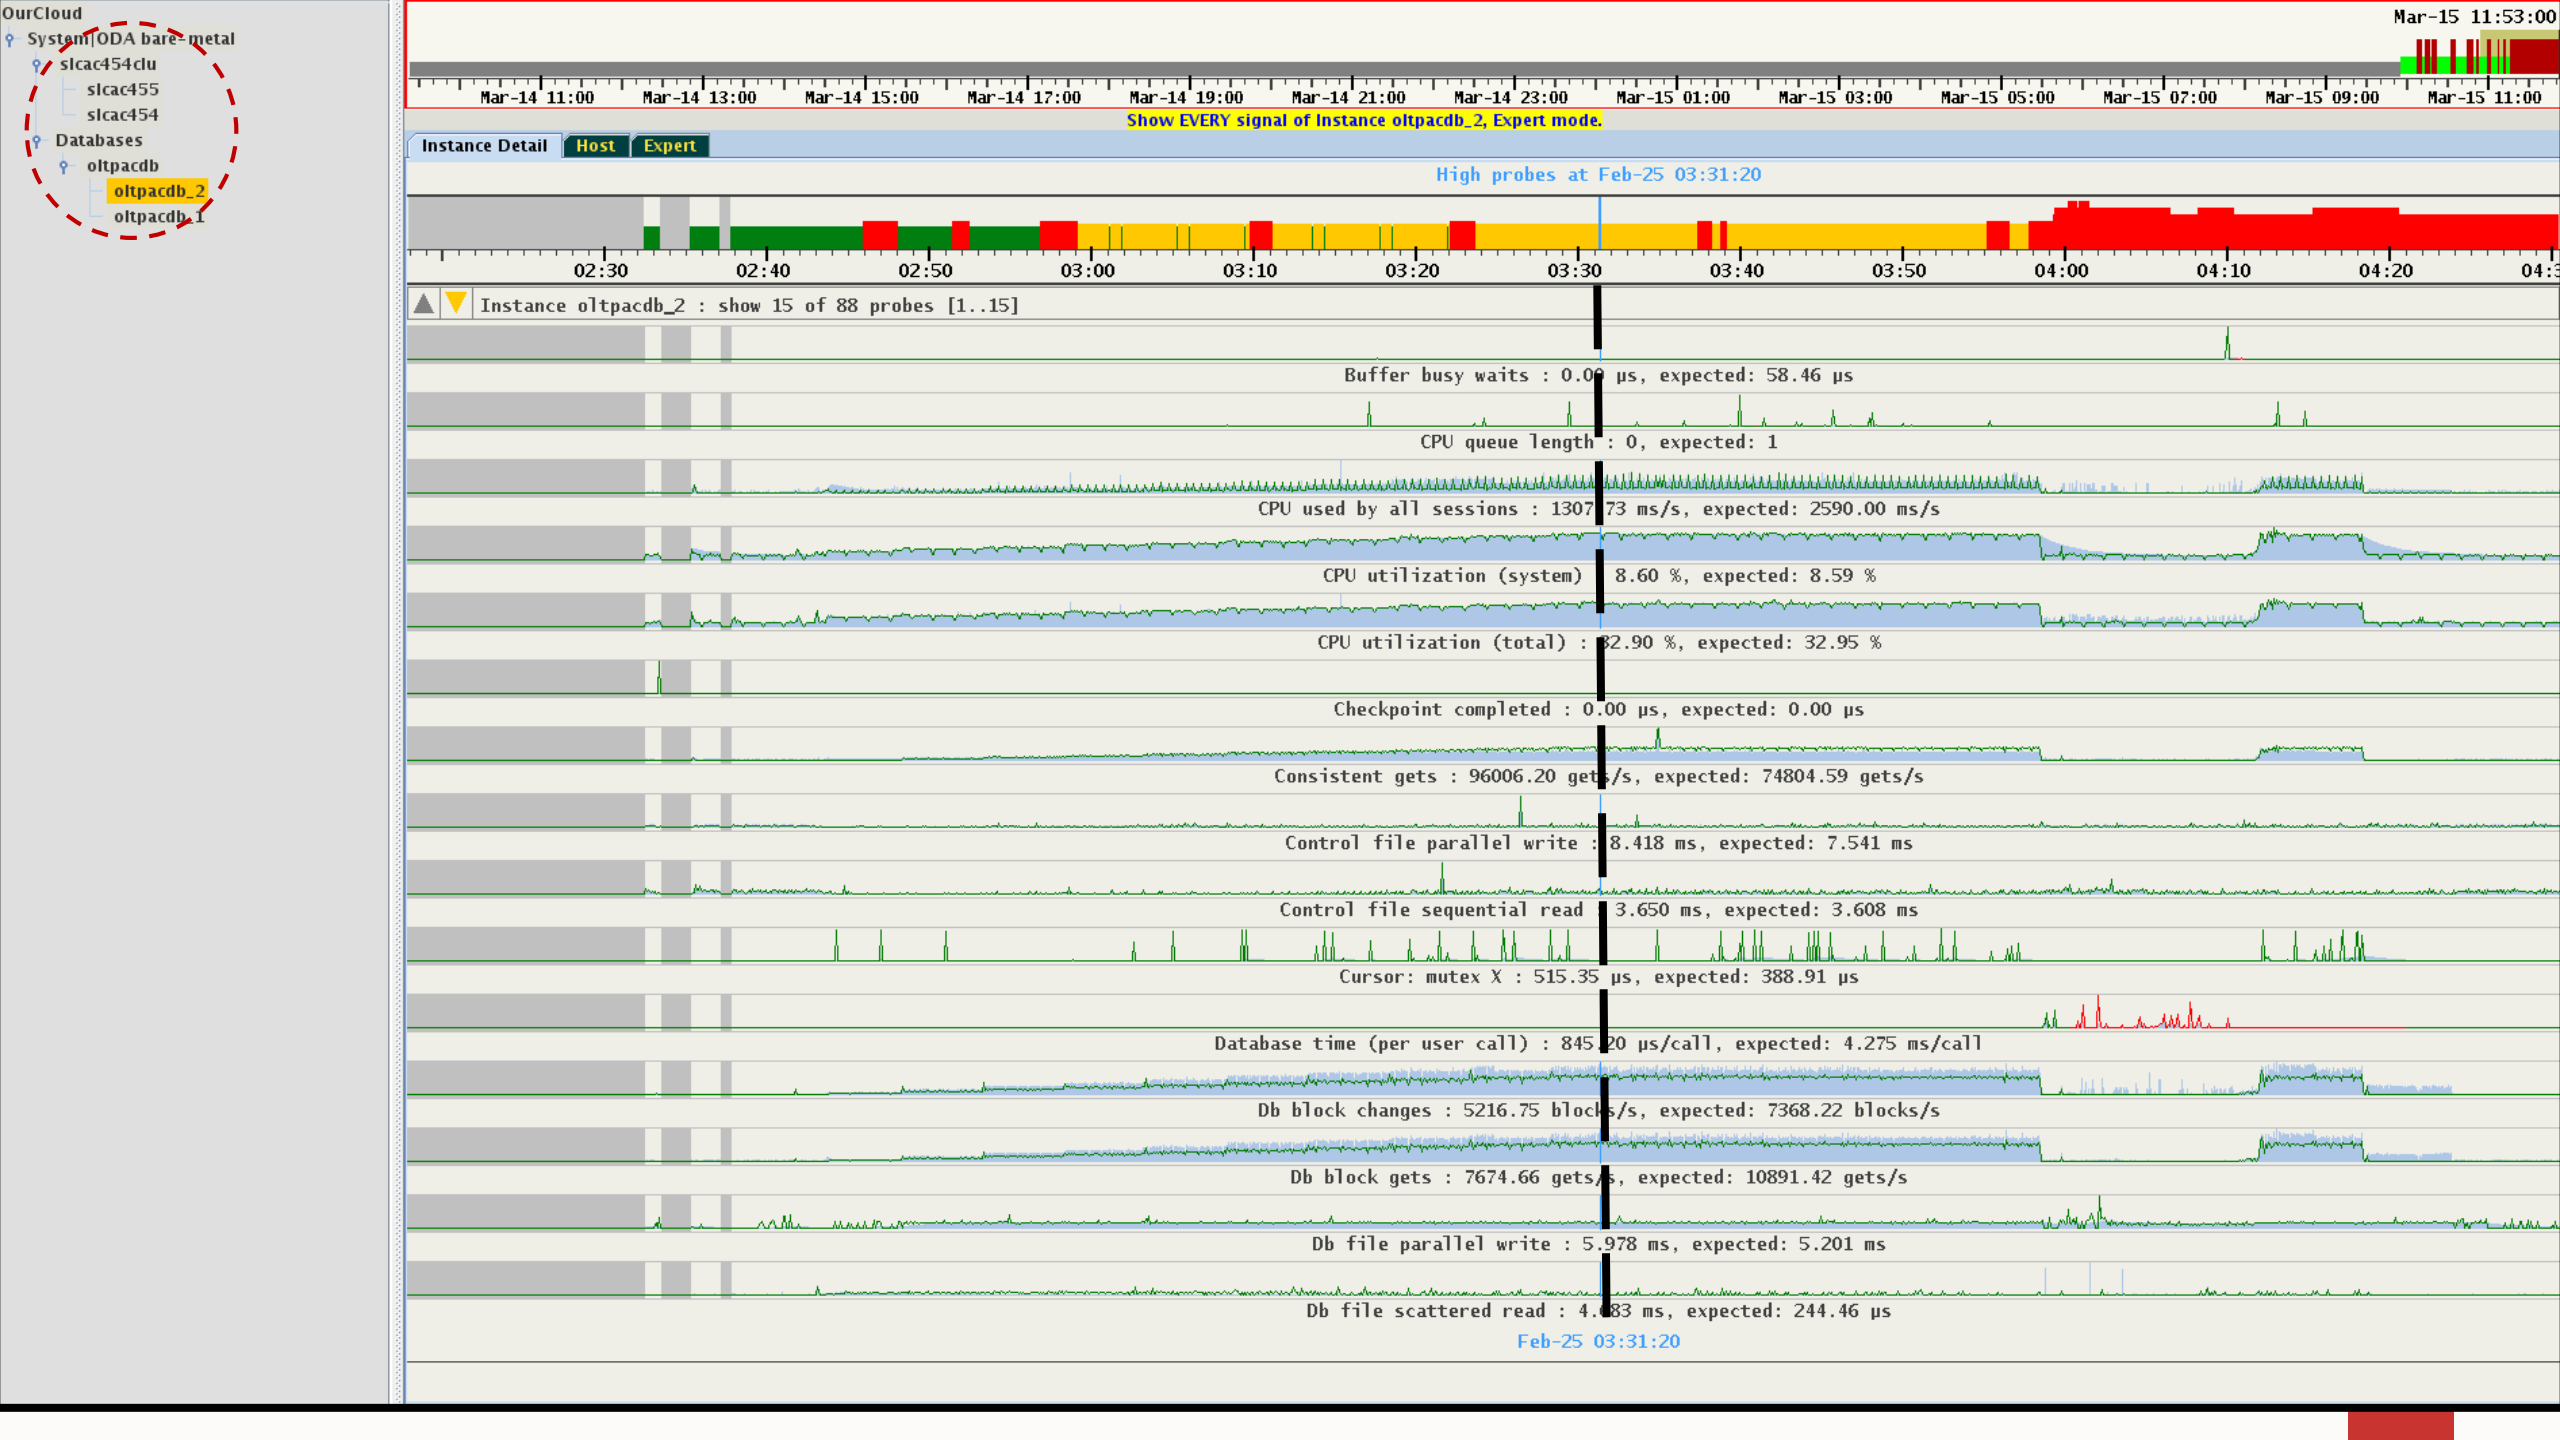 OurCloud
System|ODA bare-metal
slcac454clu
slcac455
slcac454
Databases
oltpacdb
oltpacdb_2
oltpacdb_1
Mar-15 11:53:00
Mar-14 11:00 Mar-14 13:00 Mar-14 15:00 Mar-14 17:00 Mar-14 19:00 Mar-14 21:00 Mar-14 23:00 Mar-15 01:00 Mar-15 03:00 Mar-15 05:00 Mar-15 07:00 Mar-15 09:00 Mar-15 11:00
Show EVERY signal of Instance oltpacdb_2, Expert mode.
Instance Detail Host Expert
High probes at Feb-25 03:31:20
02:30 02:40 02:50 03:00 03:10 03:20 03:30 03:40 03:50 04:00 04:10 04:20 04:3
Instance oltpacdb_2 : show 15 of 88 probes [1..15]
Buffer busy waits : 0.00 µs, expected: 58.46 µs
CPU queue length : 0, expected: 1
CPU used by all sessions : 1307.73 ms/s, expected: 2590.00 ms/s
CPU utilization (system) 8.60 %, expected: 8.59 %
CPU utilization (total) : 32.90 %, expected: 32.95 %
Checkpoint completed : 0.00 µs, expected: 0.00 µs
Consistent gets : 96006.20 gets/s, expected: 74804.59 gets/s
Control file parallel write : 8.418 ms, expected: 7.541 ms
Control file sequential read : 3.650 ms, expected: 3.608 ms
Cursor: mutex X : 515.35 µs, expected: 388.91 µs
Database time (per user call) : 845.20 µs/call, expected: 4.275 ms/call
Db block changes : 5216.75 blocks/s, expected: 7368.22 blocks/s
Db block gets : 7674.66 gets/s, expected: 10891.42 gets/s
Db file parallel write : 5.978 ms, expected: 5.201 ms
Db file scattered read : ms, expected: 244.46 µs
Feb-25 03:31:20